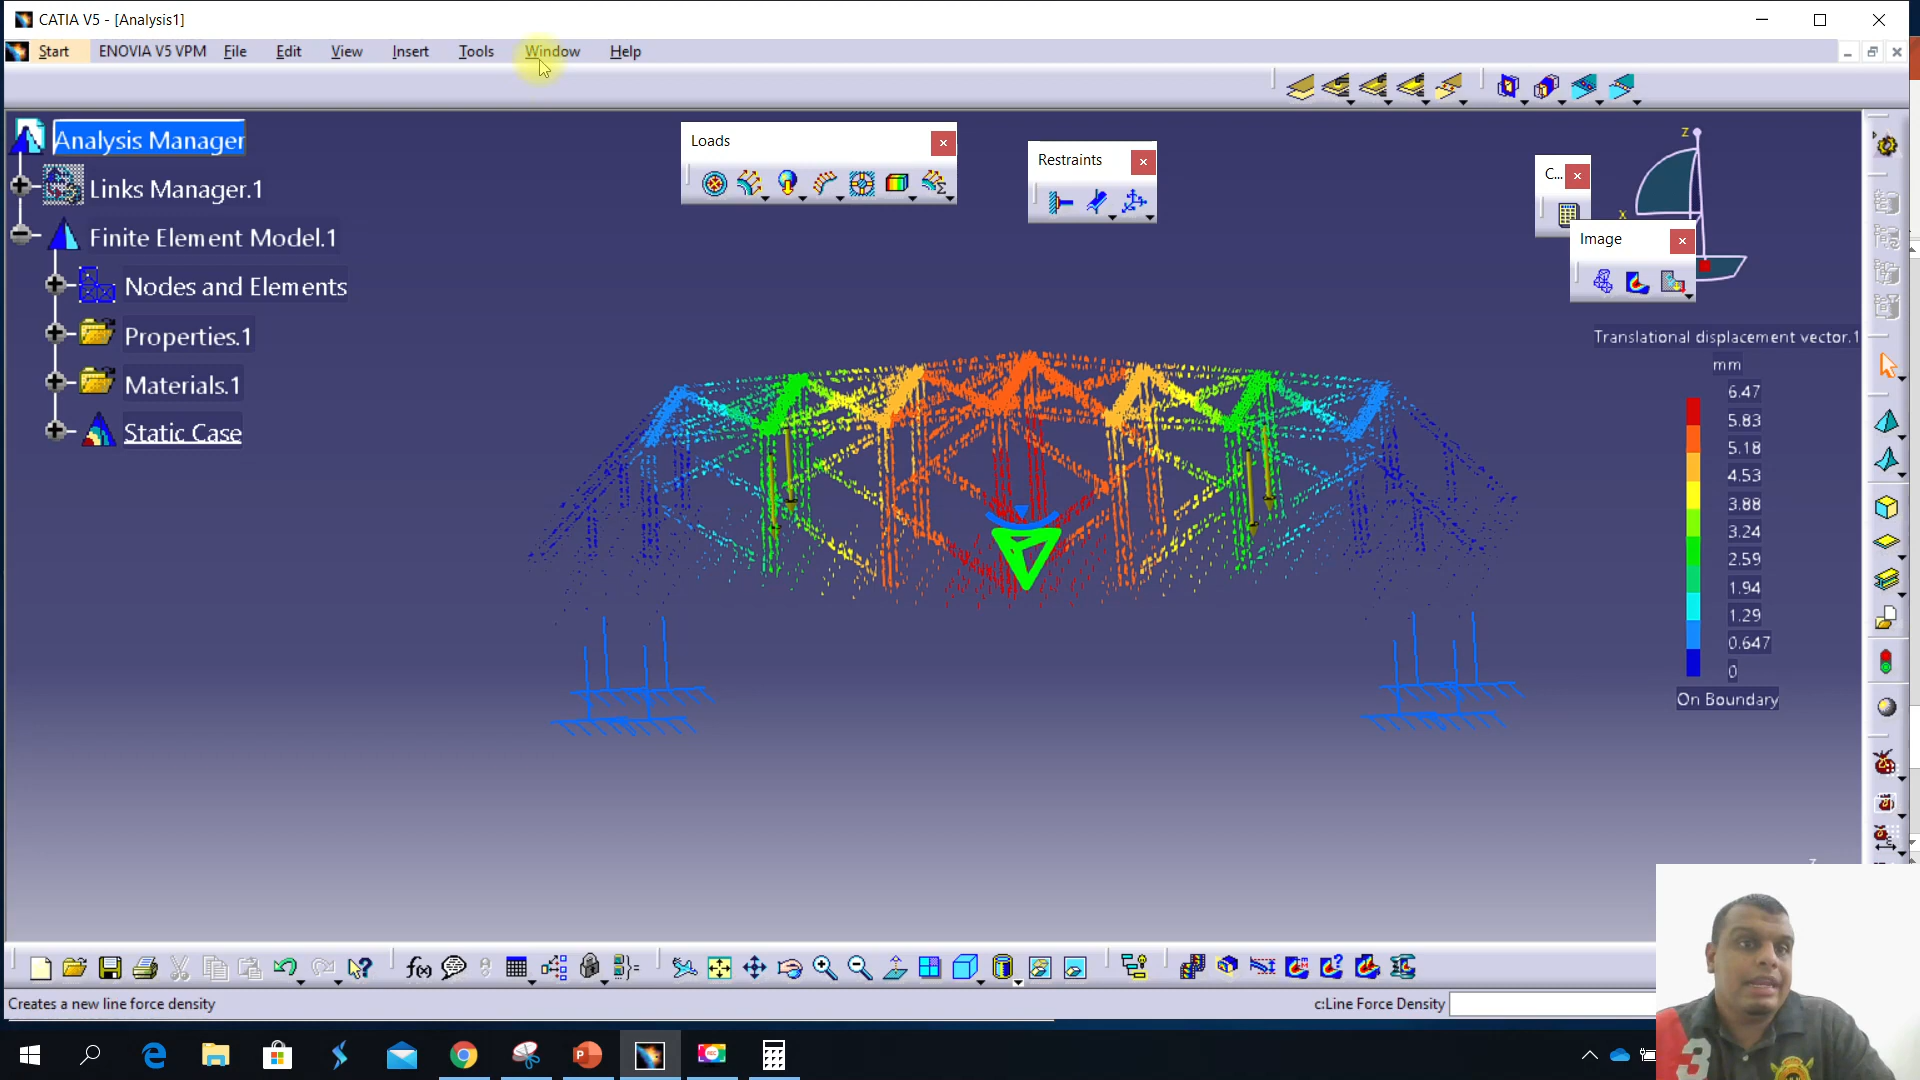 CATIA V5 - [Analysis1]
Start ENOVIA V5 VPM File Edit View Insert Tools Window Help
Analysis Manager
Links Manager.1
Finite Element Model.1
Nodes and Elements
Properties.1
Materials.1
Static Case
Loads
Restraints
C...
Image
z
x
Translational displacement vector.1
mm
6.47
5.83
5.18
4.53
3.88
3.24
2.59
1.94
1.29
0.647
0
On Boundary
z
f(x)
Creates a new line force density
c:Line Force Density
3